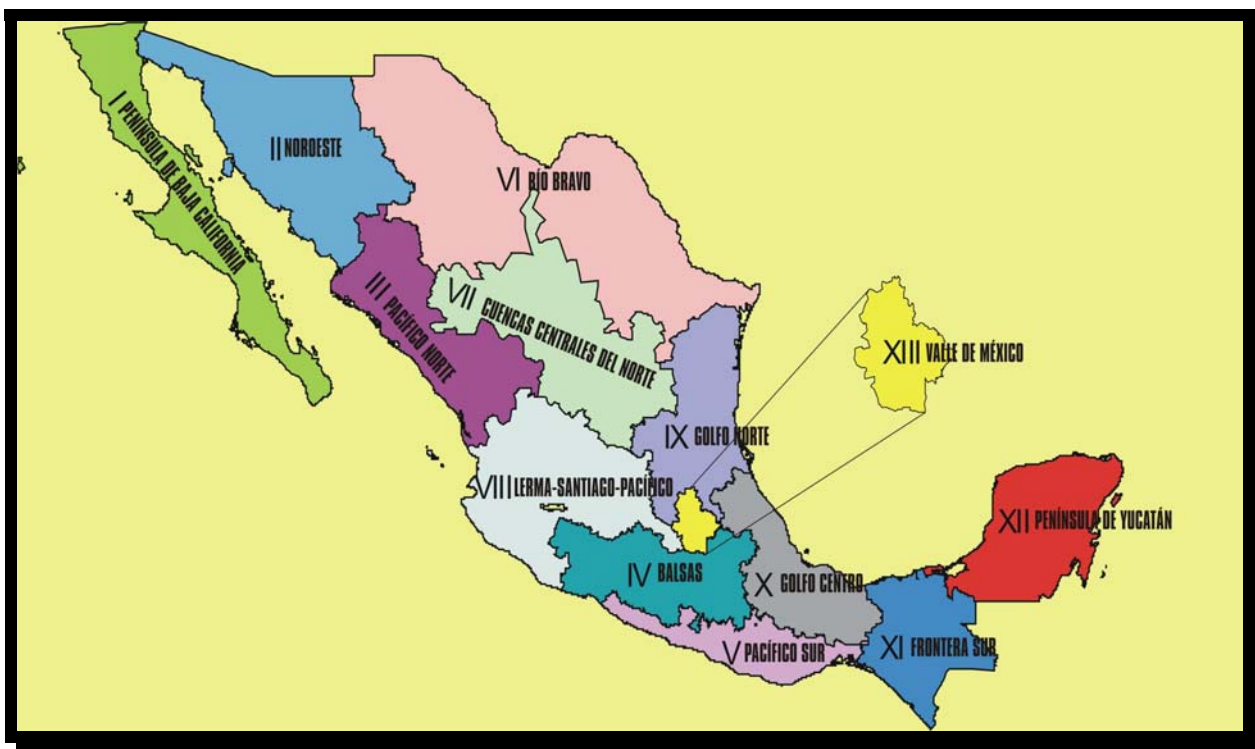 I PENÍNSULA DE BAJA CALIFORNIA
II NOROESTE
III PACÍFICO NORTE
IV BALSAS
V PACÍFICO SUR
VI RÍO BRAVO
VII CUENCAS CENTRALES DEL NORTE
VIII LERMA-SANTIAGO-PACÍFICO
IX GOLFO NORTE
X GOLFO CENTRO
XI FRONTERA SUR
XII PENÍNSULA DE YUCATÁN
XIII VALLE DE MÉXICO